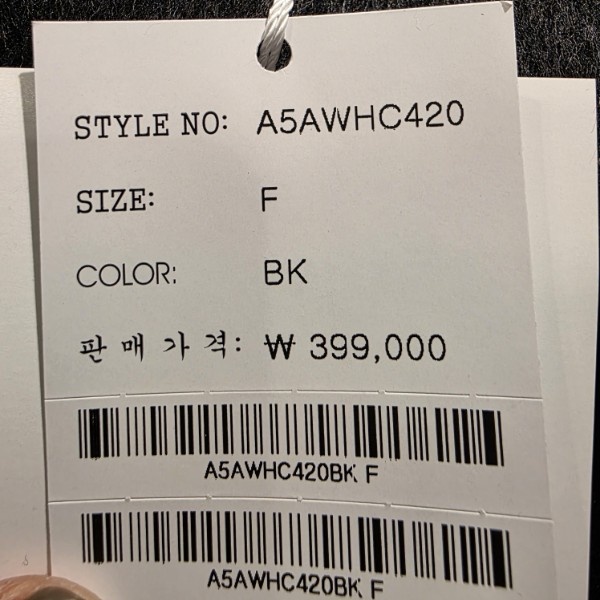 STYLE NO: A5AWHC420
SIZE: F
COLOR: BK
판매가격: ₩ 399,000
A5AWHC420BK F
A5AWHC420BK F